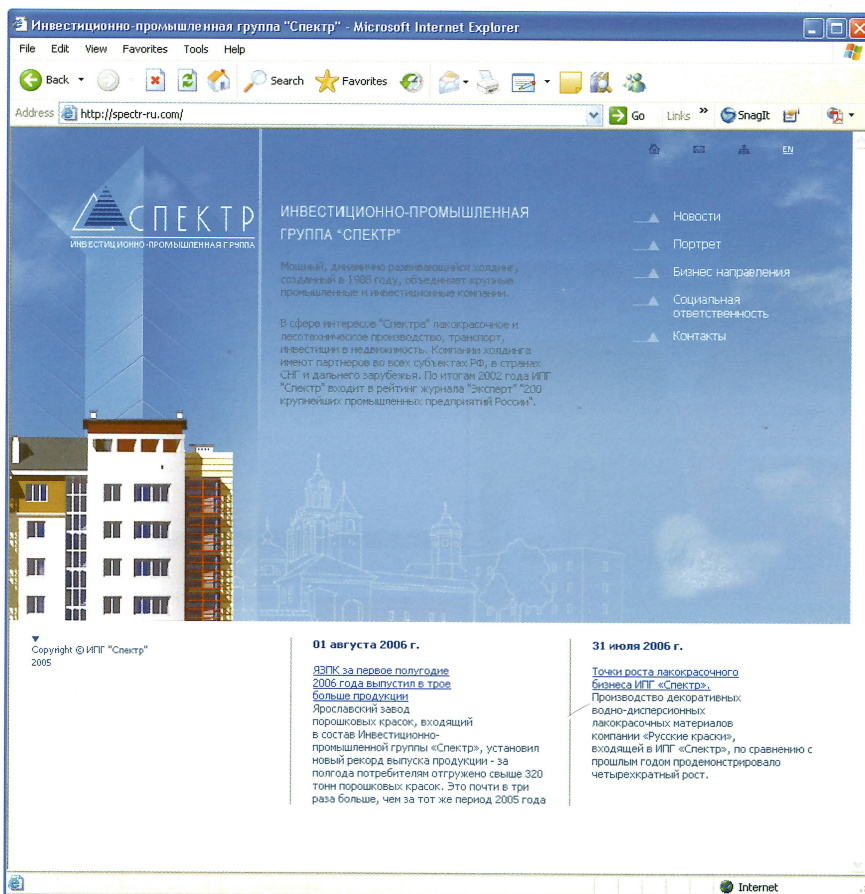 Инвестиционно-промышленная группа "Спектр" - Microsoft Internet Explorer
File Edit View Favorites Tools Help
Back Search Favorites
Address http://spectr-ru.com/ Go Links » SnagIt
EN
СПЕКТР
ИНВЕСТИЦИОННО-ПРОМЫШЛЕННАЯ ГРУППА
ИНВЕСТИЦИОННО-ПРОМЫШЛЕННАЯ
ГРУППА "СПЕКТР"
Мощный, динамично развивающийся холдинг,
созданный в 1988 году, объединяет крупные
промышленные и инвестиционные компании.
В сфере интересов "Спектра" лакокрасочное и
лесотехническое производство, транспорт,
инвестиции в недвижимость. Компании холдинга
имеют партнеров во всех субъектах РФ, в странах
СНГ и дальнего зарубежья. По итогам 2002 года ИПГ
"Спектр" входит в рейтинг журнала "Эксперт" "200
крупнейших промышленных предприятий России".
Новости
Портрет
Бизнес направления
Социальная
ответственность
Контакты
Copyright © ИПГ "Спектр"
2005
01 августа 2006 г.
ЯЗПК за первое полугодие
2006 года выпустил в трое
больше продукции
Ярославский завод
порошковых красок, входящий
в состав Инвестиционно-
промышленной группы «Спектр», установил
новый рекорд выпуска продукции - за
полгода потребителям отгружено свыше 320
тонн порошковых красок. Это почти в три
раза больше, чем за тот же период 2005 года
31 июля 2006 г.
Точки роста лакокрасочного
бизнеса ИПГ «Спектр».
Производство декоративных
водно-дисперсионных
лакокрасочных материалов
компании «Русские краски»,
входящей в ИПГ «Спектр», по сравнению с
прошлым годом продемонстрировало
четырехкратный рост.
Internet